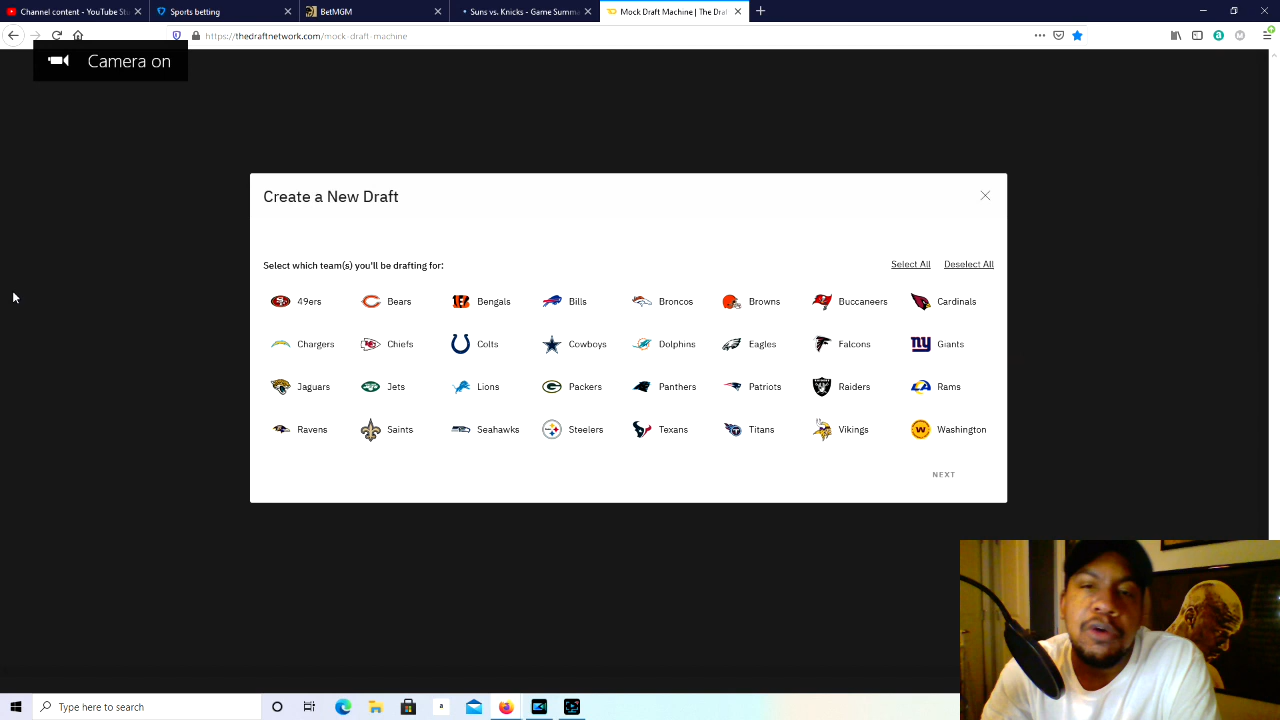 Channel content - YouTube Stu
Sports betting
BetMGM
Suns vs. Knicks - Game Summa
Mock Draft Machine | The Draf
https://thedraftnetwork.com/mock-draft-machine
Camera on
Create a New Draft
Select which team(s) you'll be drafting for:
Select All
Deselect All
49ers
Bears
Bengals
Bills
Broncos
Browns
Buccaneers
Cardinals
Chargers
Chiefs
Colts
Cowboys
Dolphins
Eagles
Falcons
Giants
Jaguars
Jets
Lions
Packers
Panthers
Patriots
Raiders
Rams
Ravens
Saints
Seahawks
Steelers
Texans
Titans
Vikings
Washington
NEXT
Type here to search